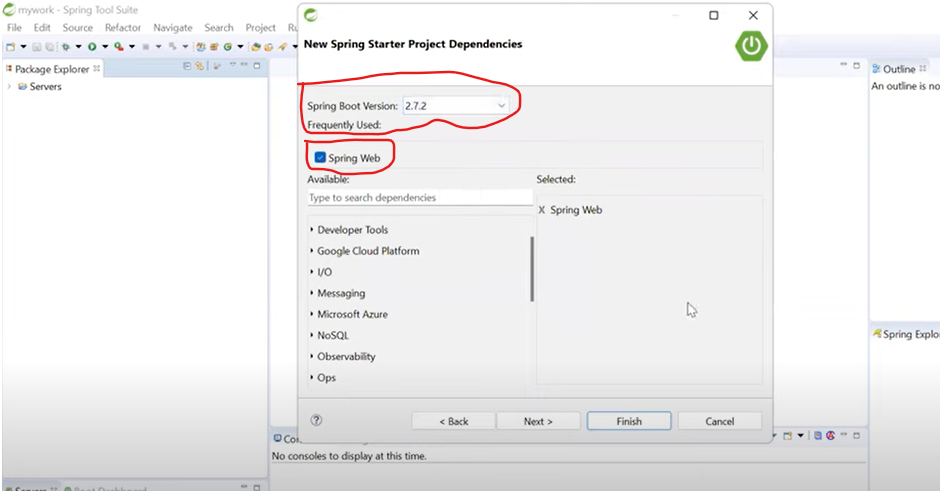 mywork - Spring Tool Suite
File Edit Source Refactor Navigate Search Project
New Spring Starter Project Dependencies
Package Explorer
Servers
Outline
An outline is no
Spring Boot Version: 2.7.2
Frequently Used:
Spring Web
Available:
Selected:
Type to search dependencies
X Spring Web
Developer Tools
Google Cloud Platform
I/O
Messaging
Microsoft Azure
NoSQL
Observability
Ops
Spring Explo
< Back
Next >
Finish
Cancel
No consoles to display at this time.
Servers
Boot Dashboard